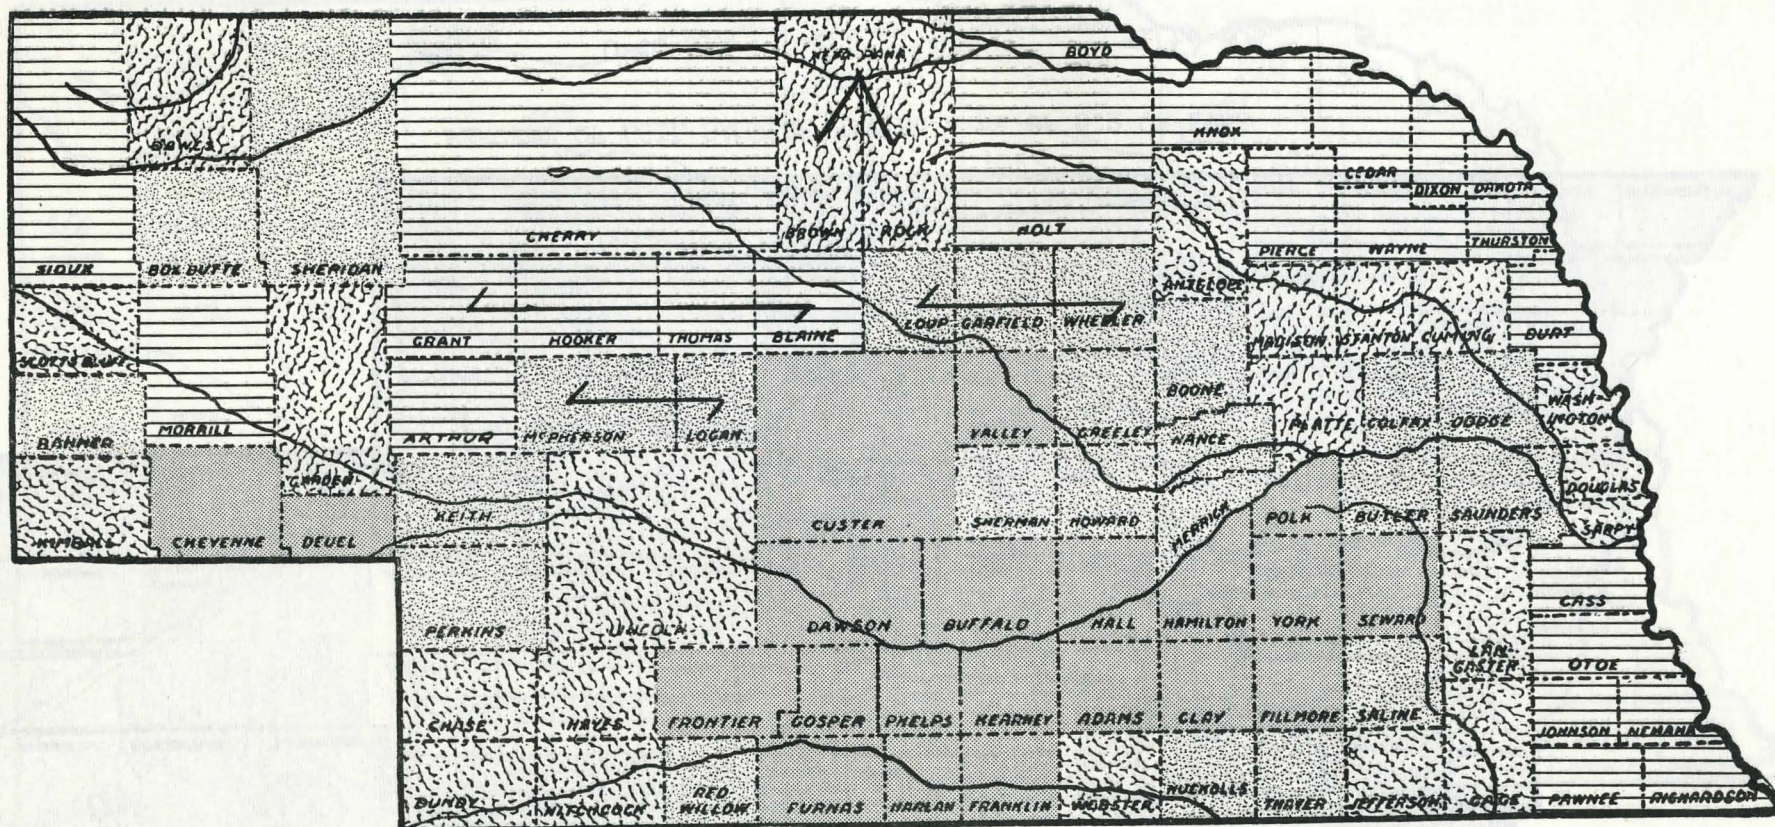 KEYA PAHA
BOYD
DAWES
KNOX
CEDAR
DIXON
DAKOTA
CHERRY
BROWN
ROCK
HOLT
PIERCE
WAYNE
THURSTON
SIOUX
BOX BUTTE
SHERIDAN
ANTELOPE
GRANT
HOOKER
THOMAS
BLAINE
LOUP
GARFIELD
WHEELER
MADISON
STANTON
CUMING
BURT
SCOTTS BLUFF
BOONE
WASH-
INGTON
BANNER
MORRILL
ARTHUR
McPHERSON
LOGAN
VALLEY
GREELEY
NANCE
PLATTE
COLFAX
DODGE
GARDEN
DOUGLAS
KEITH
CUSTER
SHERMAN
HOWARD
MERRICK
POLK
BUTLER
SAUNDERS
SARPY
KIMBALL
CHEYENNE
DEUEL
CASS
PERKINS
LINCOLN
DAWSON
BUFFALO
HALL
HAMILTON
YORK
SEWARD
LAN-
CASTER
OTOE
CHASE
HAYES
FRONTIER
GOSPER
PHELPS
KEARNEY
ADAMS
CLAY
FILLMORE
SALINE
JOHNSON
NEMAHA
DUNDY
HITCHCOCK
RED
WILLOW
FURNAS
HARLAN
FRANKLIN
WEBSTER
NUCKOLLS
THAYER
JEFFERSON
GAGE
PAWNEE
RICHARDSON